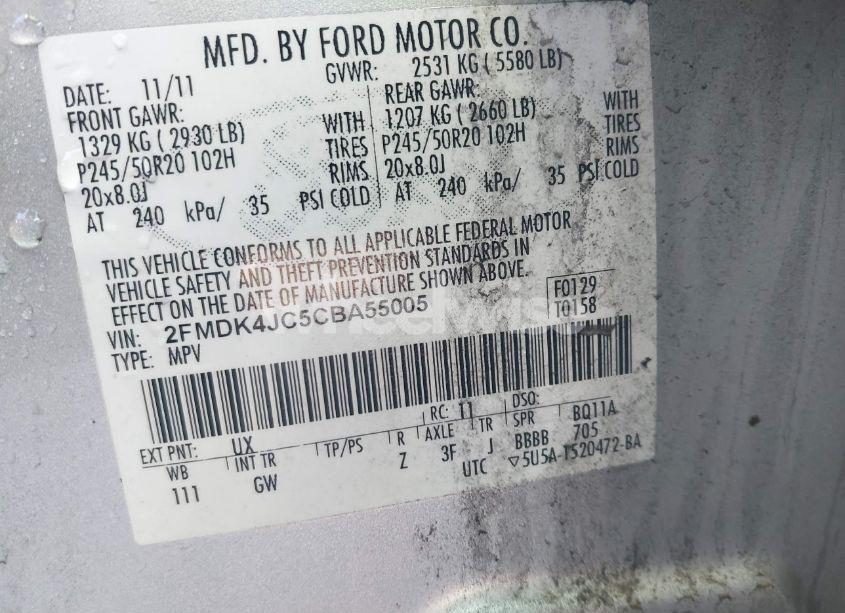 MFD. BY FORD MOTOR CO.
DATE: 11/11 GVWR: 2531 KG ( 5580 LB)
FRONT GAWR: REAR GAWR:
1329 KG ( 2930 LB) WITH 1207 KG ( 2660 LB) WITH
P245/50R20 102H TIRES P245/50R20 102H TIRES
20x8.0J RIMS 20x8.0J RIMS
AT 240 kPa/ 35 PSI COLD AT 240 kPa/ 35 PSI COLD
THIS VEHICLE CONFORMS TO ALL APPLICABLE FEDERAL MOTOR
VEHICLE SAFETY AND THEFT PREVENTION STANDARDS IN
EFFECT ON THE DATE OF MANUFACTURE SHOWN ABOVE.
VIN: 2FMDK4JC5CBA55005 F0129
TYPE: MPV T0158
EXT PNT: UX RC: 11 DSO: BQ11A
WB INT TR TP/PS R AXLE TR SPR 705
111 GW Z 3F J BBBB
UTC ▽5U5A-1520472-BA